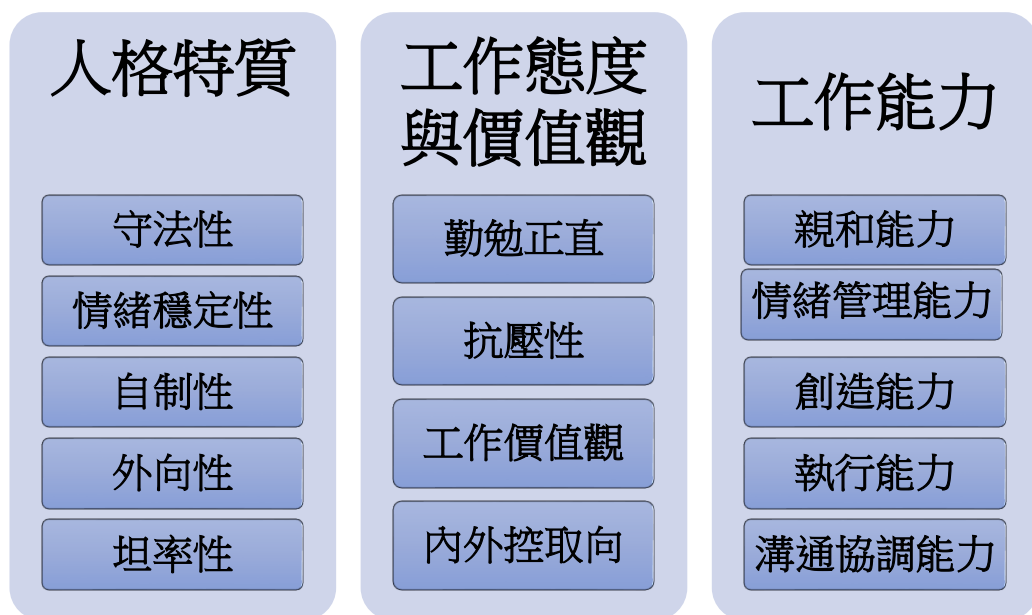 人格特質
守法性
情緒穩定性
自制性
外向性
坦率性
工作態度
與價值觀
勤勉正直
抗壓性
工作價值觀
內外控取向
工作能力
親和能力
情緒管理能力
創造能力
執行能力
溝通協調能力